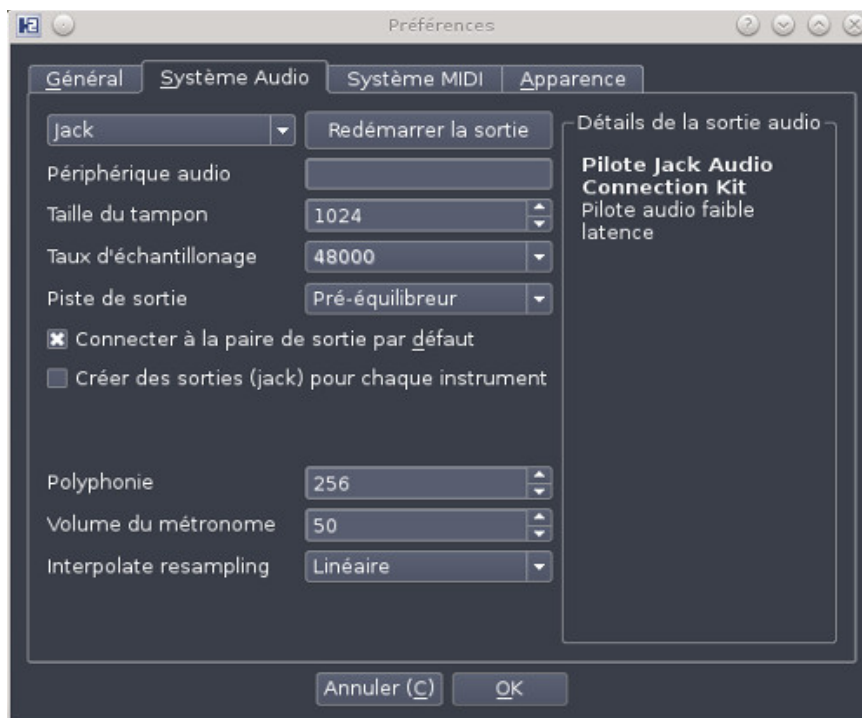 Préférences
Général
Système Audio
Système MIDI
Apparence
Jack
Redémarrer la sortie
Périphérique audio
Taille du tampon
1024
Taux d'échantillonage
48000
Piste de sortie
Pré-équilibreur
Connecter à la paire de sortie par défaut
Créer des sorties (jack) pour chaque instrument
Polyphonie
256
Volume du métronome
50
Interpolate resampling
Linéaire
Détails de la sortie audio
Pilote Jack Audio
Connection Kit
Pilote audio faible
latence
Annuler (C)
OK